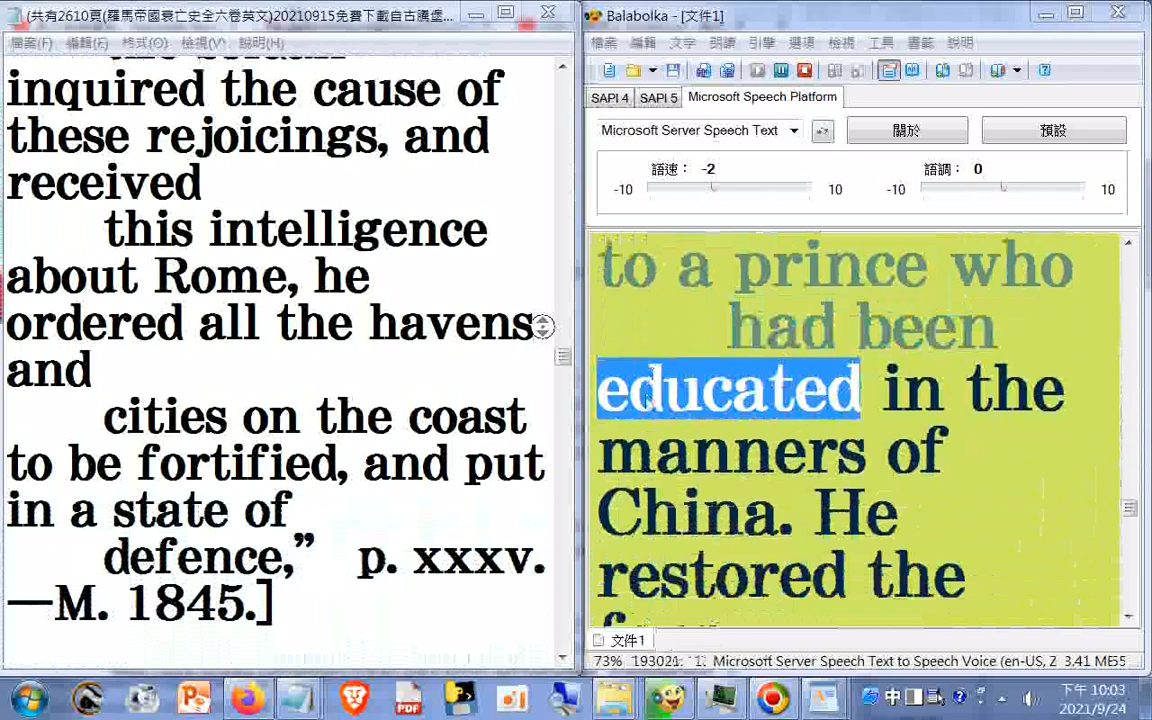 (共有2610頁(羅馬帝國衰亡史全六卷英文)20210915免費下載自古騰堡...
檔案(F) 編輯(E) 格式(O) 檢視(V) 說明(H)
inquired the cause of
these rejoicings, and
received
this intelligence
about Rome, he
ordered all the havens
and
cities on the coast
to be fortified, and put
in a state of
defence,” p. xxxv.
—M. 1845.]
Balabolka - [文件1]
檔案 編輯 文字 朗讀 引擎 選項 檢視 工具 書籤 說明
SAPI 4 SAPI 5 Microsoft Speech Platform
Microsoft Server Speech Text 關於 預設
語速： -2 語調： 0
-10 10 -10 10
to a prince who
had been
educated in the
manners of
China. He
restored the
文件1
73% Microsoft Server Speech Text to Speech Voice (en-US, Z 3,41 ME55
中
下午 10:03
2021/9/24